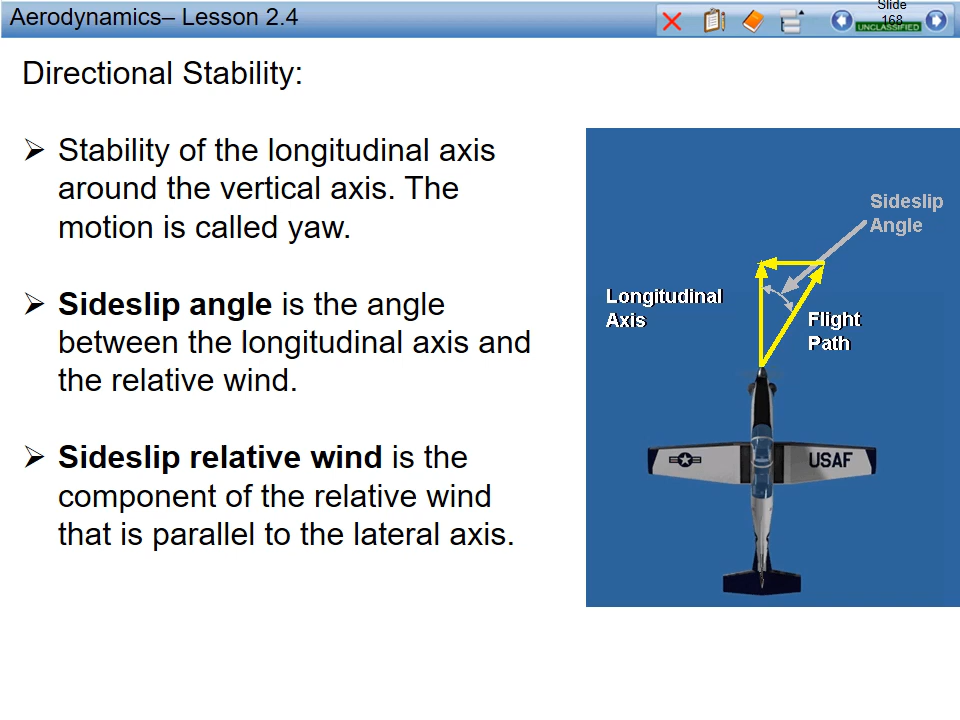 Aerodynamics– Lesson 2.4
Slide
168
UNCLASSIFIED
Directional Stability:
➢ Stability of the longitudinal axis
around the vertical axis. The
motion is called yaw.
➢ Sideslip angle is the angle
between the longitudinal axis and
the relative wind.
➢ Sideslip relative wind is the
component of the relative wind
that is parallel to the lateral axis.
Sideslip
Angle
Longitudinal
Axis
Flight
Path
USAF